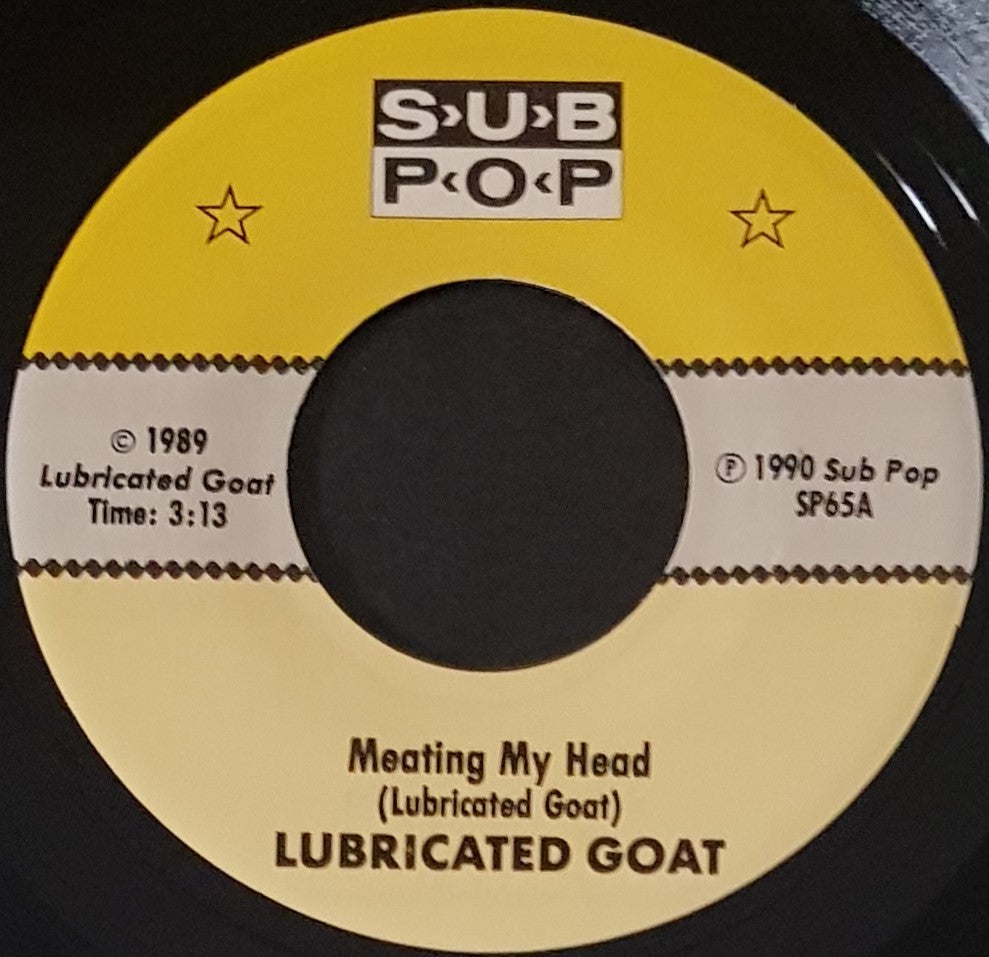 S›U›B
P‹O‹P
© 1989
Lubricated Goat
Time: 3:13
℗ 1990 Sub Pop
SP65A
Meating My Head
(Lubricated Goat)
LUBRICATED GOAT